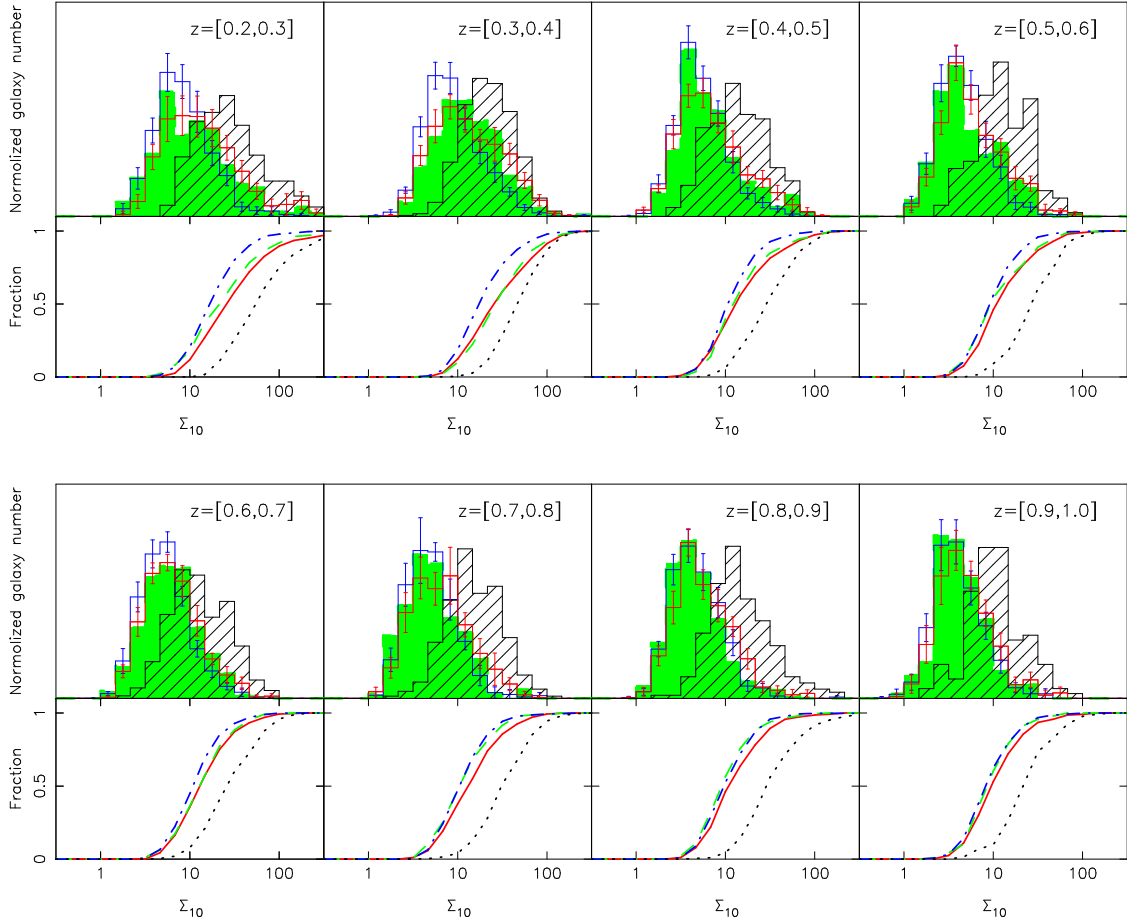 Normolized galaxy number
z=[0.2,0.3]
z=[0.3,0.4]
z=[0.4,0.5]
z=[0.5,0.6]
Fraction
1
0.5
0
1 10 100
1 10 100
1 10 100
1 10 100
Σ10
Σ10
Σ10
Σ10
Normolized galaxy number
z=[0.6,0.7]
z=[0.7,0.8]
z=[0.8,0.9]
z=[0.9,1.0]
Fraction
1
0.5
0
1 10 100
1 10 100
1 10 100
1 10 100
Σ10
Σ10
Σ10
Σ10